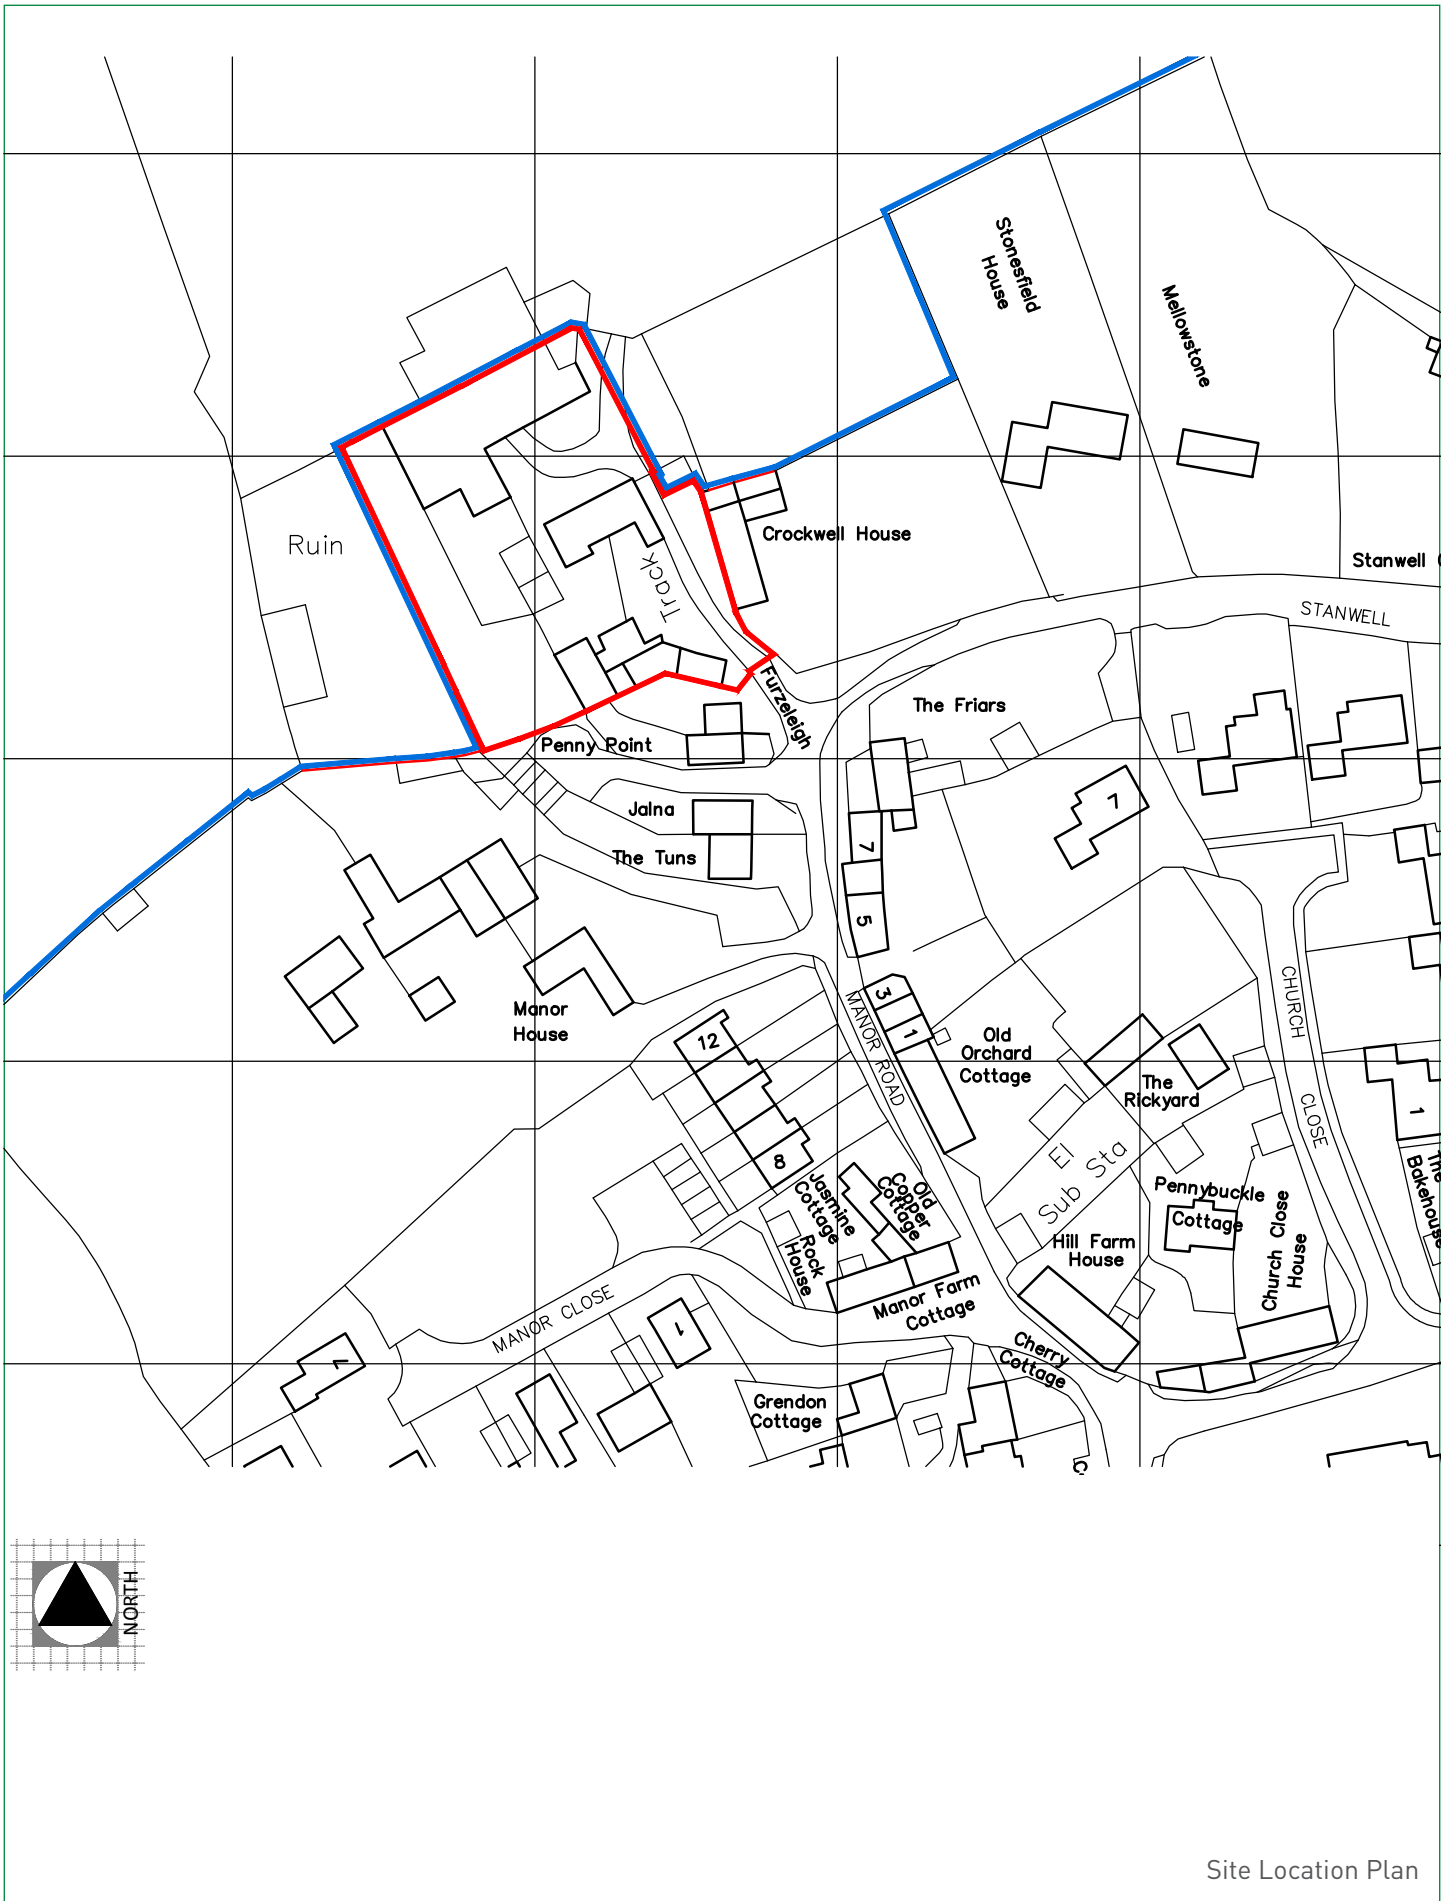 Stonesfield
House
Mellowstone
Ruin
Crockwell House
Track
STANWELL
Furzeleigh
The Friars
Penny Point
Jalna
The Tuns
7
7
5
3
1
MANOR ROAD
Manor
House
12
8
Old
Orchard
Cottage
The
Rickyard
CHURCH
CLOSE
1
The
Bakehouse
El
Sub Sta
Pennybuckle
Cottage
Church Close
House
Hill Farm
House
Jasmine
Cottage
Old
Copper
Cottage
Rock
House
Manor Farm
Cottage
MANOR CLOSE
1
7
Cherry
Cottage
Grendon
Cottage
NORTH
Site Location Plan